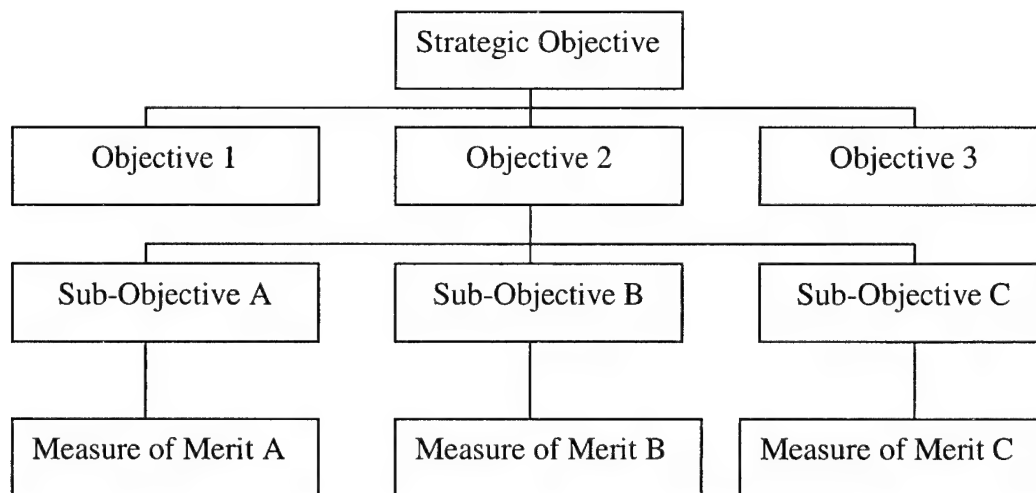 Strategic Objective
Objective 1
Objective 2
Objective 3
Sub-Objective A
Sub-Objective B
Sub-Objective C
Measure of Merit A
Measure of Merit B
Measure of Merit C